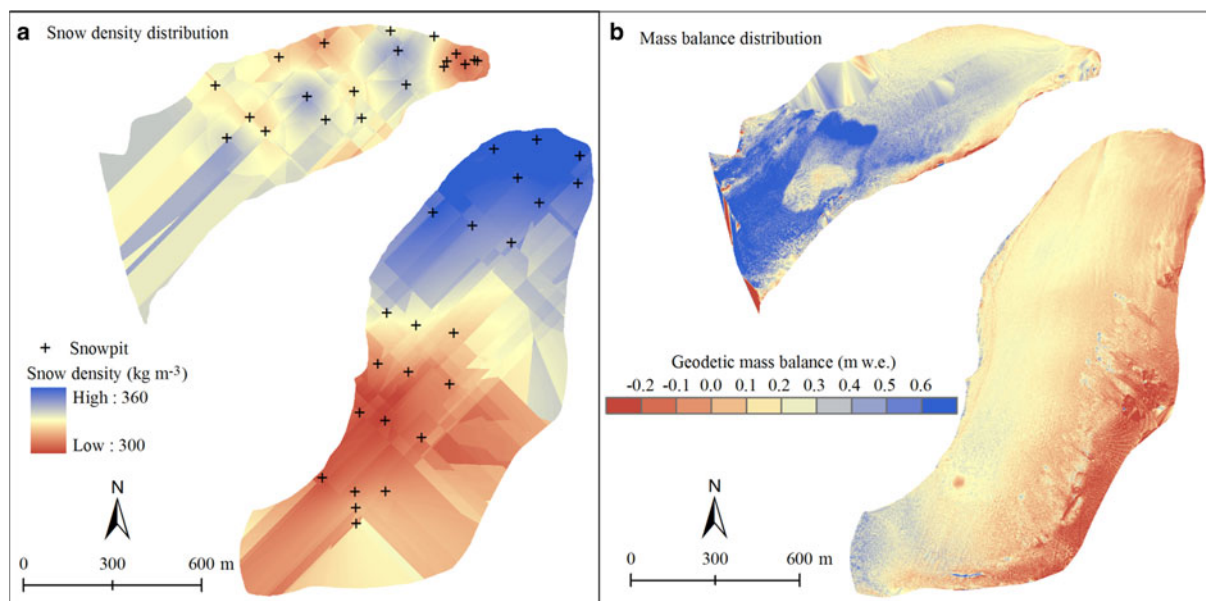 a Snow density distribution
Snowpit
Snow density (kg m-3)
High : 360
Low : 300
N
0 300 600 m
b Mass balance distribution
Geodetic mass balance (m w.e.)
-0.2 -0.1 0.0 0.1 0.2 0.3 0.4 0.5 0.6
N
0 300 600 m